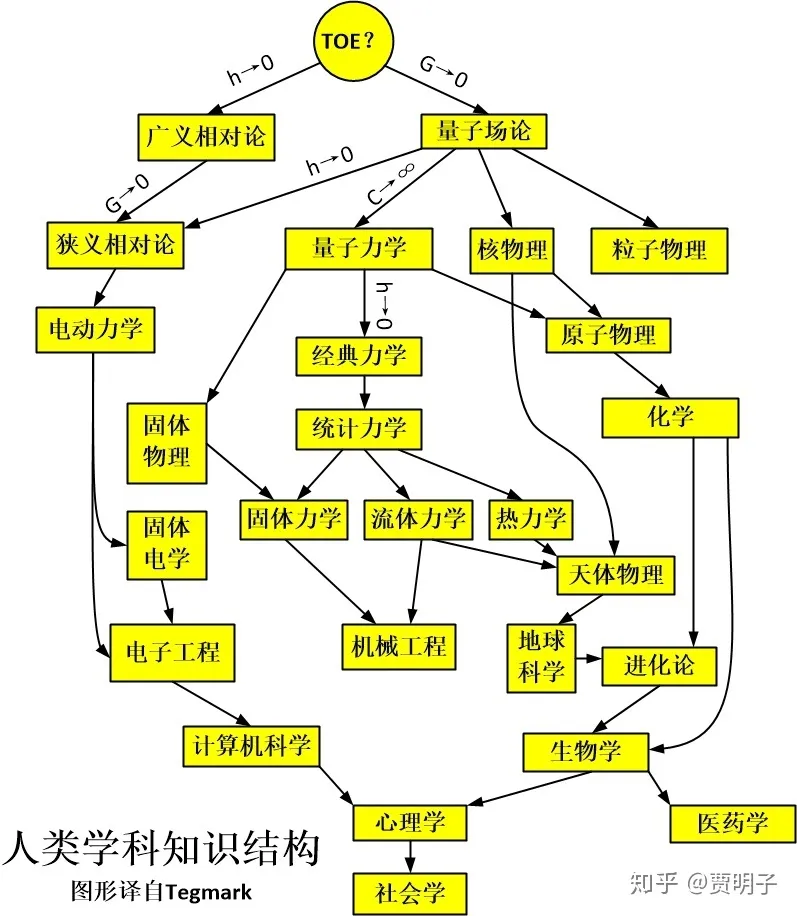 TOE?
h→0
G→0
广义相对论
量子场论
G→0
h→0
C→∞
狭义相对论
量子力学
核物理
粒子物理
h→0
电动力学
原子物理
经典力学
化学
固体
物理
统计力学
固体力学
流体力学
热力学
固体
电学
天体物理
电子工程
机械工程
地球
科学
进化论
计算机科学
生物学
心理学
医药学
社会学
人类学科知识结构
图形译自Tegmark
知乎 @贾明子